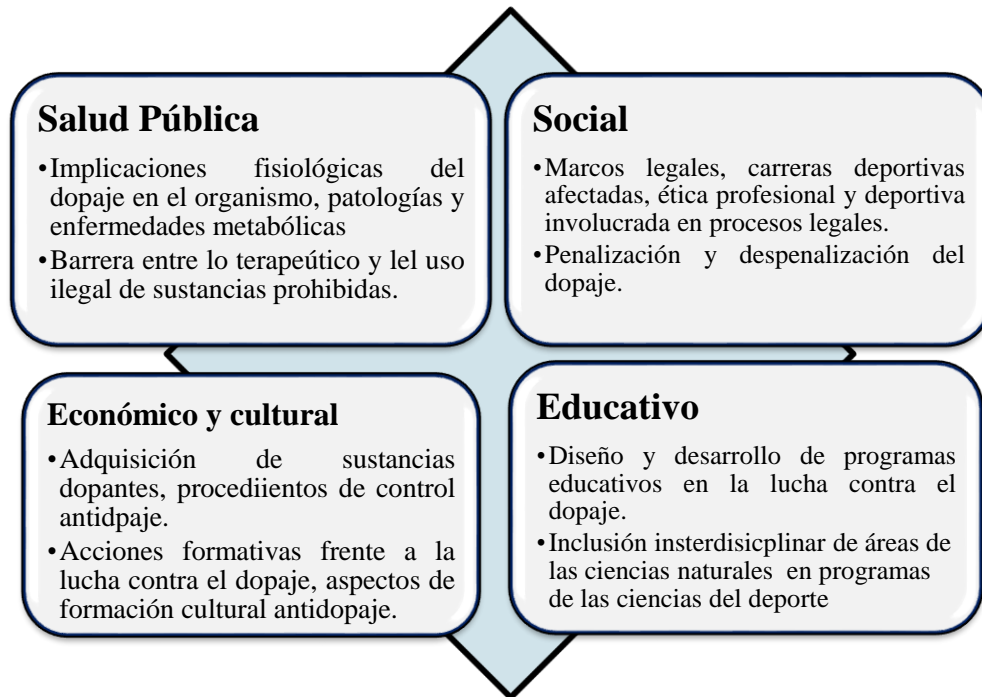 Salud Pública
•Implicaciones fisiológicas del
dopaje en el organismo, patologías y
enfermedades metabólicas
•Barrera entre lo terapeútico y lel uso
ilegal de sustancias prohibidas.
Social
•Marcos legales, carreras deportivas
afectadas, ética profesional y deportiva
involucrada en procesos legales.
•Penalización y despenalización del
dopaje.
Económico y cultural
•Adquisición de sustancias
dopantes, procediientos de control
antidpaje.
•Acciones formativas frente a la
lucha contra el dopaje, aspectos de
formación cultural antidopaje.
Educativo
•Diseño y desarrollo de programas
educativos en la lucha contra el
dopaje.
•Inclusión insterdisicplinar de áreas de
las ciencias naturales en programas
de las ciencias del deporte